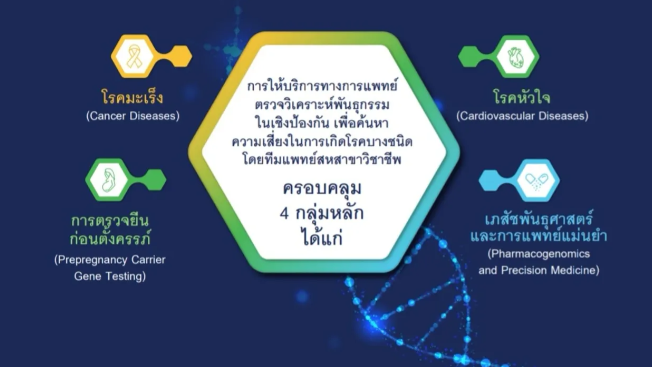 โรคมะเร็ง
(Cancer Diseases)
การตรวจยีน
ก่อนตั้งครรภ์
(Prepregnancy Carrier
Gene Testing)
การให้บริการทางการแพทย์
ตรวจวิเคราะห์พันธุกรรม
ในเชิงป้องกัน เพื่อค้นหา
ความเสี่ยงในการเกิดโรคบางชนิด
โดยทีมแพทย์สหสาขาวิชาชีพ
ครอบคลุม
4 กลุ่มหลัก
ได้แก่
โรคหัวใจ
(Cardiovascular Diseases)
เภสัชพันธุศาสตร์
และการแพทย์แม่นยำ
(Pharmacogenomics
and Precision Medicine)